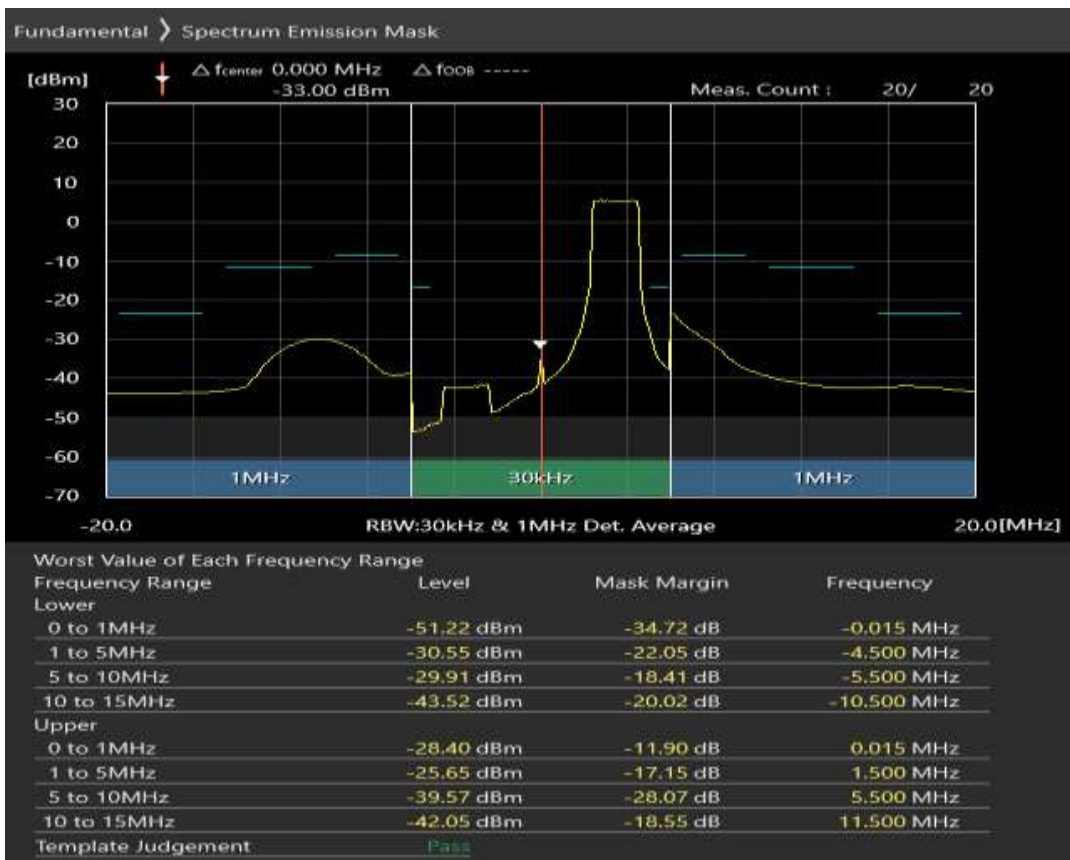 Fundamental ❯ Spectrum Emission Mask
[dBm] △ fcenter 0.000 MHz △ fOOB -----
-33.00 dBm Meas. Count : 20/ 20
30
20
10
0
-10
-20
-30
-40
-50
-60
-70
1MHz 30kHz 1MHz
-20.0 RBW:30kHz & 1MHz Det. Average 20.0[MHz]
Worst Value of Each Frequency Range
Frequency Range Level Mask Margin Frequency
Lower
0 to 1MHz -51.22 dBm -34.72 dB -0.015 MHz
1 to 5MHz -30.55 dBm -22.05 dB -4.500 MHz
5 to 10MHz -29.91 dBm -18.41 dB -5.500 MHz
10 to 15MHz -43.52 dBm -20.02 dB -10.500 MHz
Upper
0 to 1MHz -28.40 dBm -11.90 dB 0.015 MHz
1 to 5MHz -25.65 dBm -17.15 dB 1.500 MHz
5 to 10MHz -39.57 dBm -28.07 dB 5.500 MHz
10 to 15MHz -42.05 dBm -18.55 dB 11.500 MHz
Template Judgement Pass